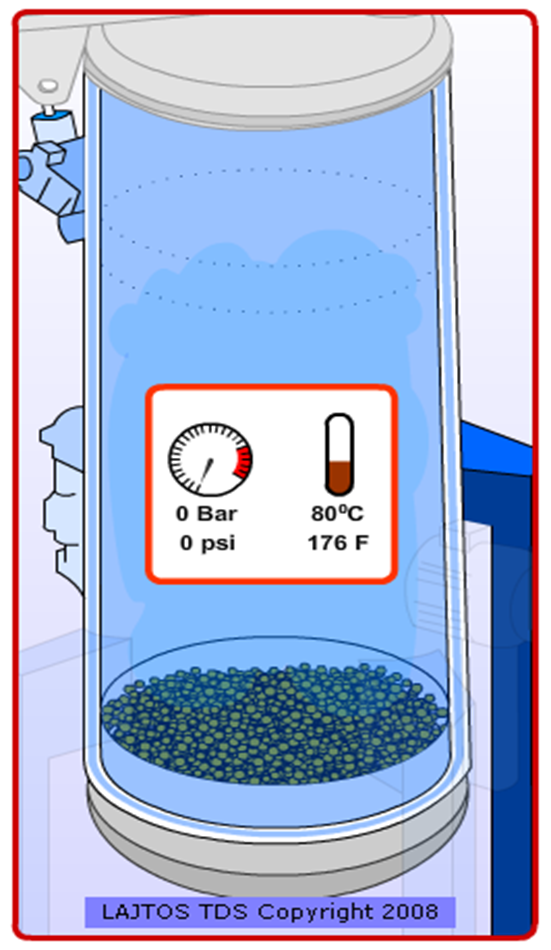 0 Bar 80⁰C
0 psi 176 F
LAJTOS TDS Copyright 2008